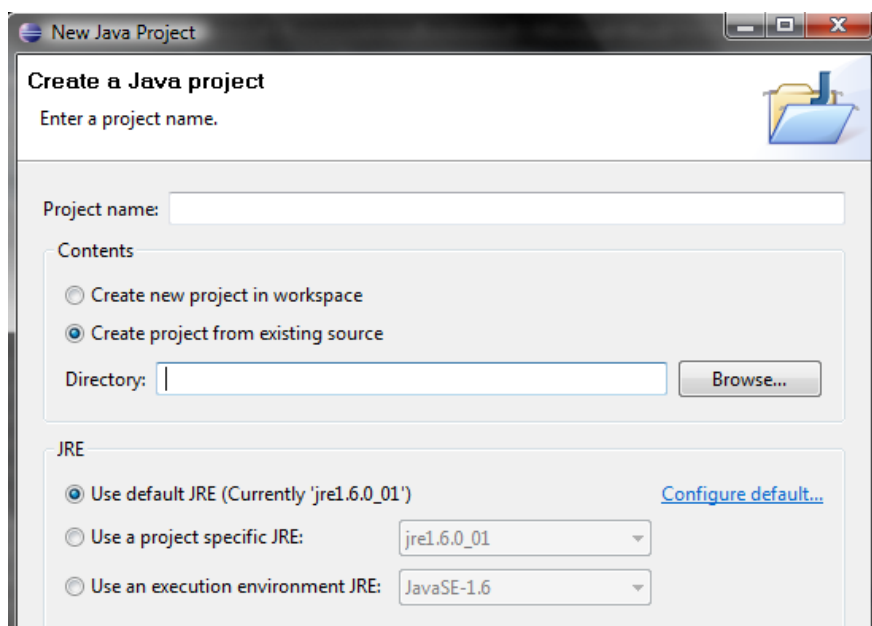 New Java Project
Create a Java project
Enter a project name.
Project name:
Contents
Create new project in workspace
Create project from existing source
Directory: Browse...
JRE
Use default JRE (Currently 'jre1.6.0_01') Configure default...
Use a project specific JRE: jre1.6.0_01
Use an execution environment JRE: JavaSE-1.6